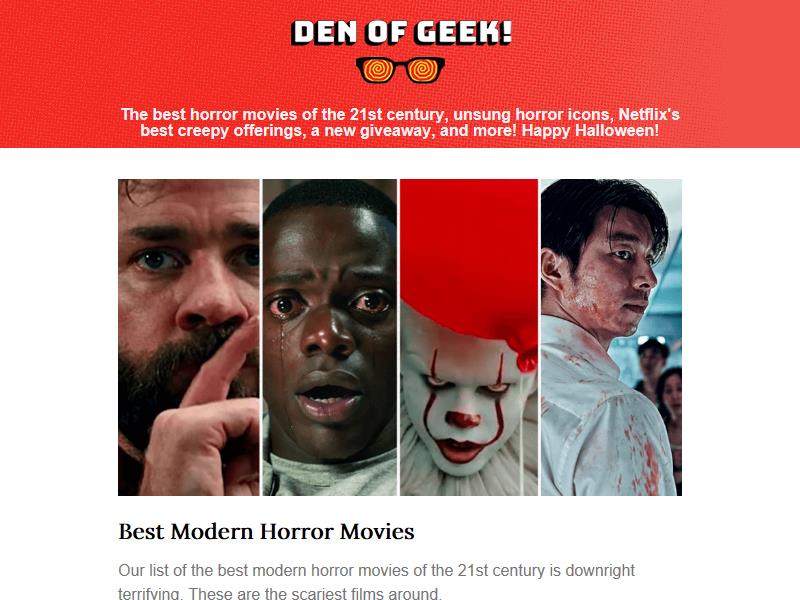 DEN OF GEEK!
The best horror movies of the 21st century, unsung horror icons, Netflix's
best creepy offerings, a new giveaway, and more! Happy Halloween!
Best Modern Horror Movies
Our list of the best modern horror movies of the 21st century is downright
terrifying. These are the scariest films around.